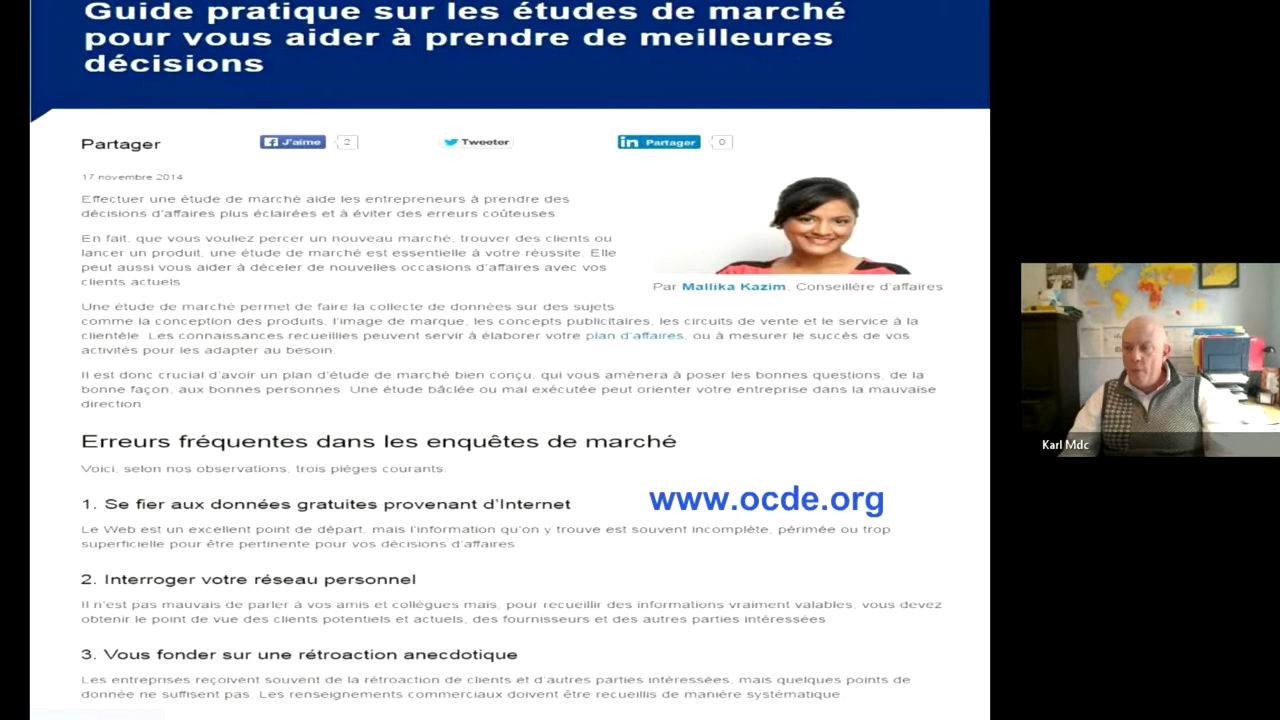 Guide pratique sur les études de marché
pour vous aider à prendre de meilleures
décisions
Partager
J'aime 2
Tweeter
in Partager 0
17 novembre 2014
Effectuer une étude de marché aide les entrepreneurs à prendre des
décisions d'affaires plus éclairées et à éviter des erreurs coûteuses.
En fait, que vous vouliez percer un nouveau marché, trouver des clients ou
lancer un produit, une étude de marché est essentielle à votre réussite. Elle
peut aussi vous aider à déceler de nouvelles occasions d'affaires avec vos
clients actuels.
Par Mallika Kazim, Conseillère d'affaires
Une étude de marché permet de faire la collecte de données sur des sujets
comme la conception des produits, l'image de marque, les concepts publicitaires, les circuits de vente et le service à la
clientèle. Les connaissances recueillies peuvent servir à élaborer votre plan d'affaires, ou à mesurer le succès de vos
activités pour les adapter au besoin.
Il est donc crucial d'avoir un plan d'étude de marché bien conçu, qui vous amènera à poser les bonnes questions, de la
bonne façon, aux bonnes personnes. Une étude bâclée ou mal exécutée peut orienter votre entreprise dans la mauvaise
direction.
Erreurs fréquentes dans les enquêtes de marché
Voici, selon nos observations, trois pièges courants.
1. Se fier aux données gratuites provenant d'Internet
www.ocde.org
Le Web est un excellent point de départ, mais l'information qu'on y trouve est souvent incomplète, périmée ou trop
superficielle pour être pertinente pour vos décisions d'affaires.
2. Interroger votre réseau personnel
Il n'est pas mauvais de parler à vos amis et collègues mais, pour recueillir des informations vraiment valables, vous devez
obtenir le point de vue des clients potentiels et actuels, des fournisseurs et des autres parties intéressées.
3. Vous fonder sur une rétroaction anecdotique
Les entreprises reçoivent souvent de la rétroaction de clients et d'autres parties intéressées, mais quelques points de
donnée ne suffisent pas. Les renseignements commerciaux doivent être recueillis de manière systématique.
Karl Mdc